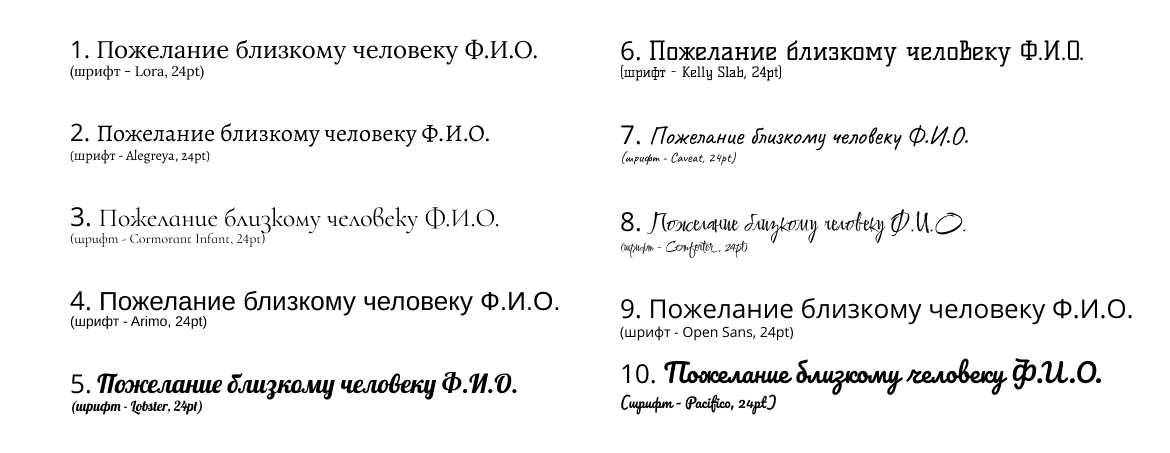 1. Пожелание близкому человеку Ф.И.О.
(шрифт - Lora, 24pt)
2. Пожелание близкому человеку Ф.И.О.
(шрифт - Alegreya, 24pt)
3. Пожелание близкому человеку Ф.И.О.
(шрифт - Cormorant Infant, 24pt)
4. Пожелание близкому человеку Ф.И.О.
(шрифт - Arimo, 24pt)
5. Пожелание близкому человеку Ф.И.О.
(шрифт - Lobster, 24pt)
6. Пожелание близкому человеку Ф.И.О.
(шрифт - Kelly Slab, 24pt)
7. Пожелание близкому человеку Ф.И.О.
(шрифт - Caveat, 24pt)
8. Пожелание близкому человеку Ф.И.О.
(шрифт - Comforter, 24pt)
9. Пожелание близкому человеку Ф.И.О.
(шрифт - Open Sans, 24pt)
10. Пожелание близкому человеку Ф.И.О.
(шрифт - Pacifico, 24pt)